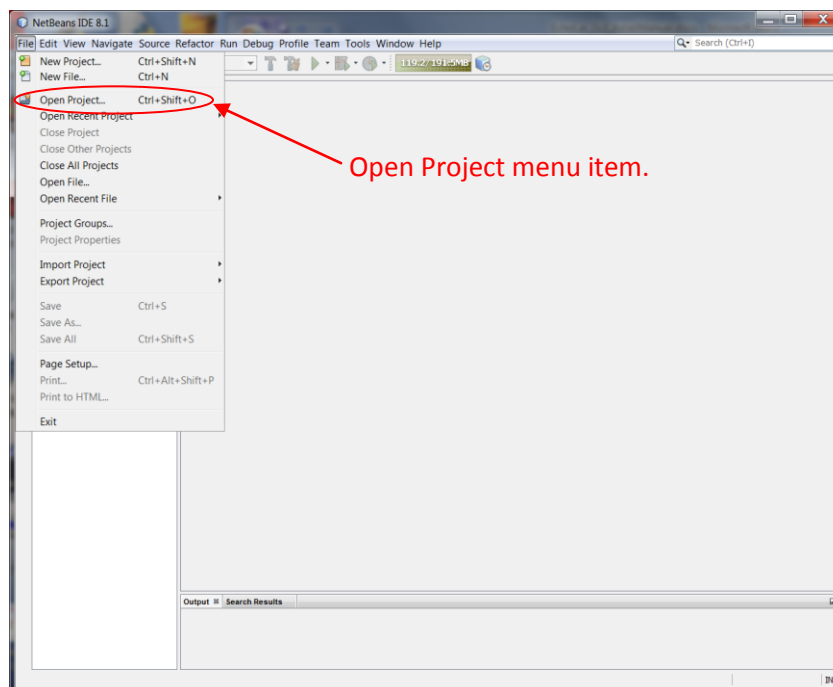 NetBeans IDE 8.1
File Edit View Navigate Source Refactor Run Debug Profile Team Tools Window Help
Search (Ctrl+I)
New Project... Ctrl+Shift+N
New File... Ctrl+N
119.2/191.5MB
Open Project... Ctrl+Shift+O
Open Recent Project
Close Project
Close Other Projects
Close All Projects
Open File...
Open Recent File
Open Project menu item.
Project Groups...
Project Properties
Import Project
Export Project
Save Ctrl+S
Save As...
Save All Ctrl+Shift+S
Page Setup...
Print... Ctrl+Alt+Shift+P
Print to HTML...
Exit
Output Search Results